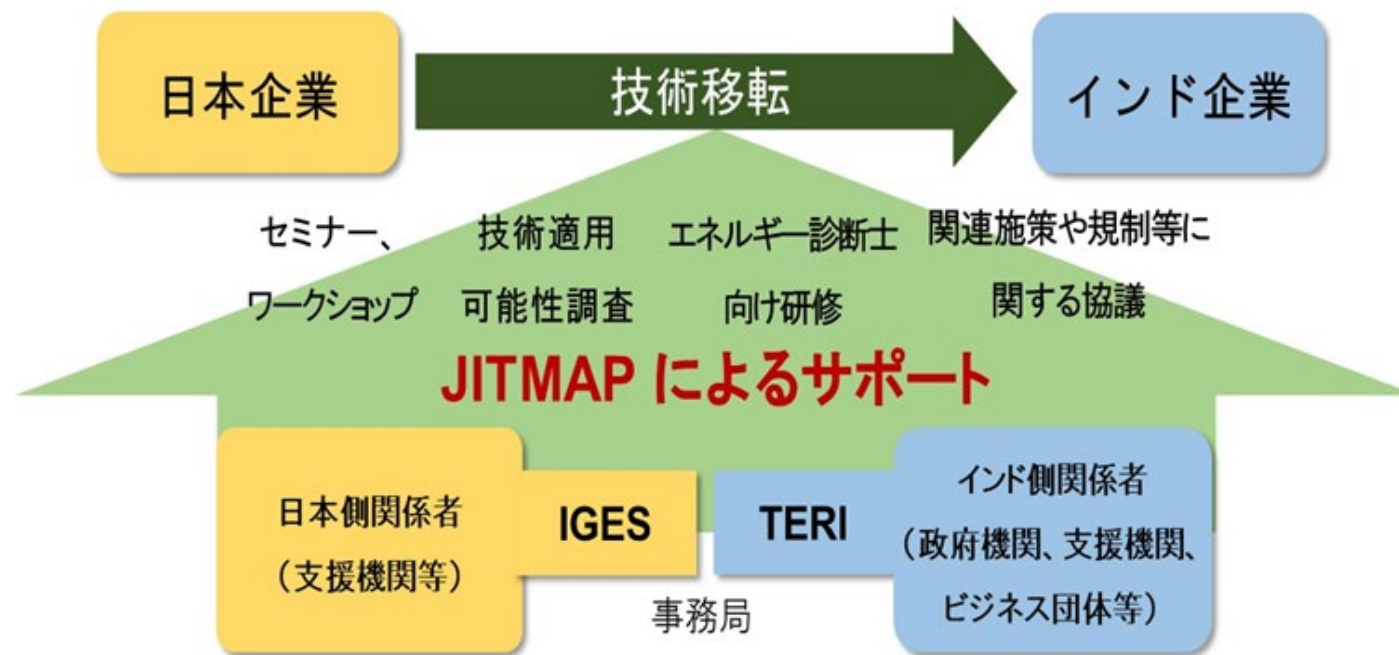 日本企業
技術移転
インド企業
セミナー、
ワークショップ
技術適用
可能性調査
エネルギー診断士
向け研修
関連施策や規制等に
関する協議
JITMAP によるサポート
日本側関係者
（支援機関等）
IGES
TERI
インド側関係者
（政府機関、支援機関、
ビジネス団体等）
事務局